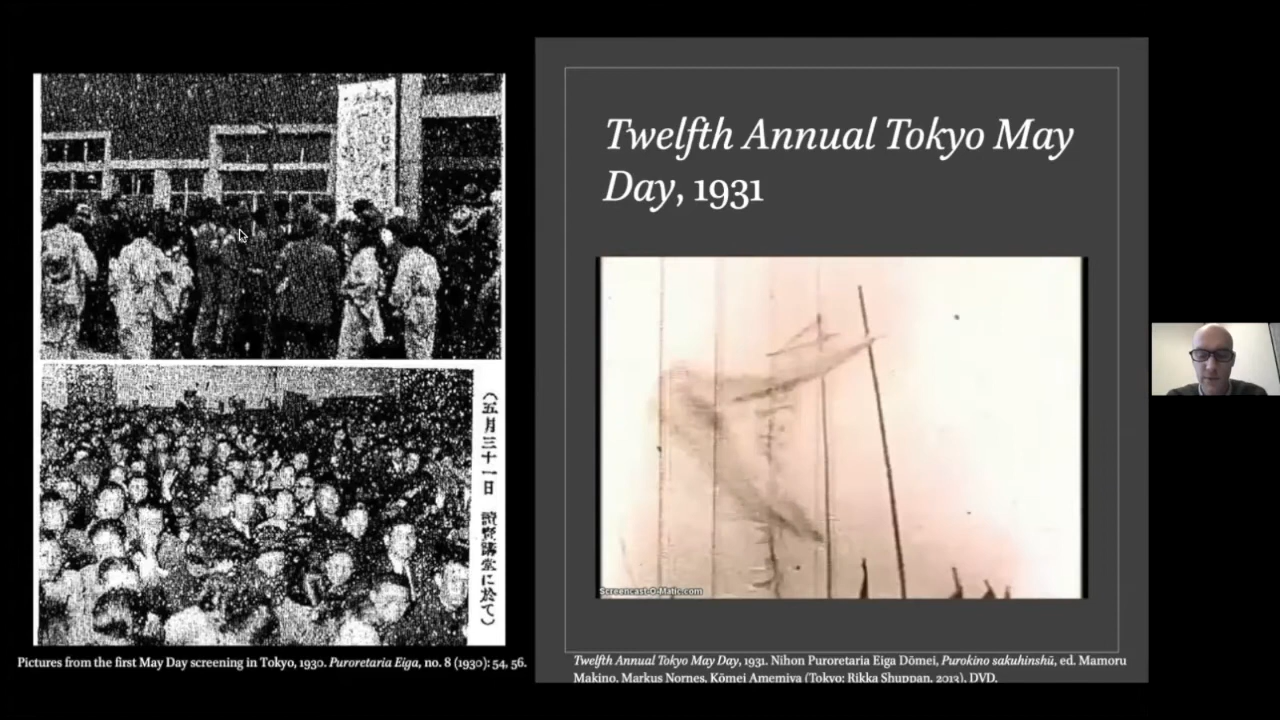 (五月三十一日 讀賣講堂に於て)
Pictures from the first May Day screening in Tokyo, 1930. Puroretaria Eiga, no. 8 (1930): 54, 56.
Twelfth Annual Tokyo May
Day, 1931
Screencast-O-Matic.com
Twelfth Annual Tokyo May Day, 1931. Nihon Puroretaria Eiga Dōmei, Purokino sakuhinshū, ed. Mamoru
Makino, Markus Nornes, Kōmei Amemiya (Tokyo: Rikka Shuppan, 2013), DVD.